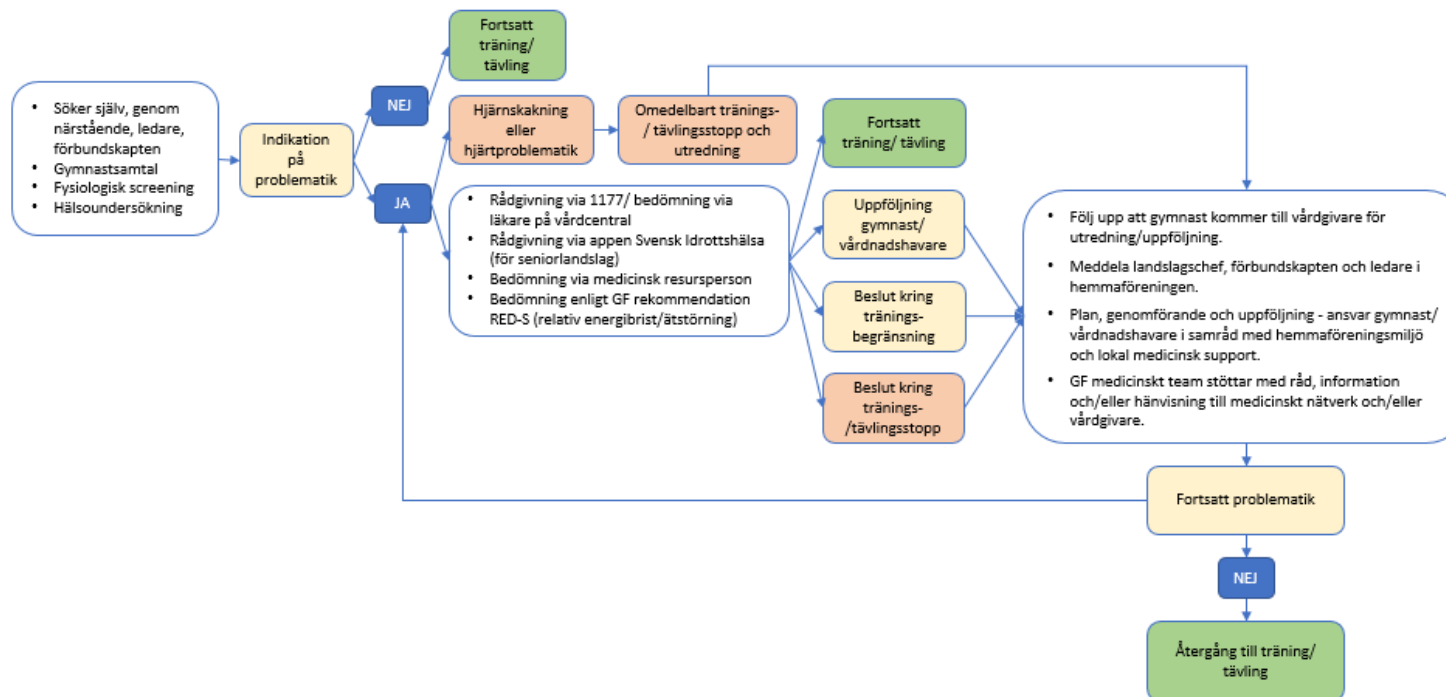 • Söker själv, genom
närstående, ledare,
förbundskapten
• Gymnastsamtal
• Fysiologisk screening
• Hälsoundersökning
Indikation
på
problematik
NEJ
JA
Fortsatt
träning/
tävling
Hjärnskakning
eller
hjärtproblematik
Omedelbart tränings-
/ tävlingsstopp och
utredning
• Rådgivning via 1177/ bedömning via
läkare på vårdcentral
• Rådgivning via appen Svensk Idrottshälsa
(för seniorlandslag)
• Bedömning via medicinsk resursperson
• Bedömning enligt GF rekommendation
RED-S (relativ energibrist/ätstörning)
Fortsatt
träning/ tävling
Uppföljning
gymnast/
vårdnadshavare
Beslut kring
tränings-
begränsning
Beslut kring
tränings-
/tävlingsstopp
• Följ upp att gymnast kommer till vårdgivare för
utredning/uppföljning.
• Meddela landslagschef, förbundskapten och ledare i
hemmaföreningen.
• Plan, genomförande och uppföljning - ansvar gymnast/
vårdnadshavare i samråd med hemmaföreningsmiljö
och lokal medicinsk support.
• GF medicinskt team stöttar med råd, information
och/eller hänvisning till medicinskt nätverk och/eller
vårdgivare.
Fortsatt problematik
NEJ
Återgång till träning/
tävling